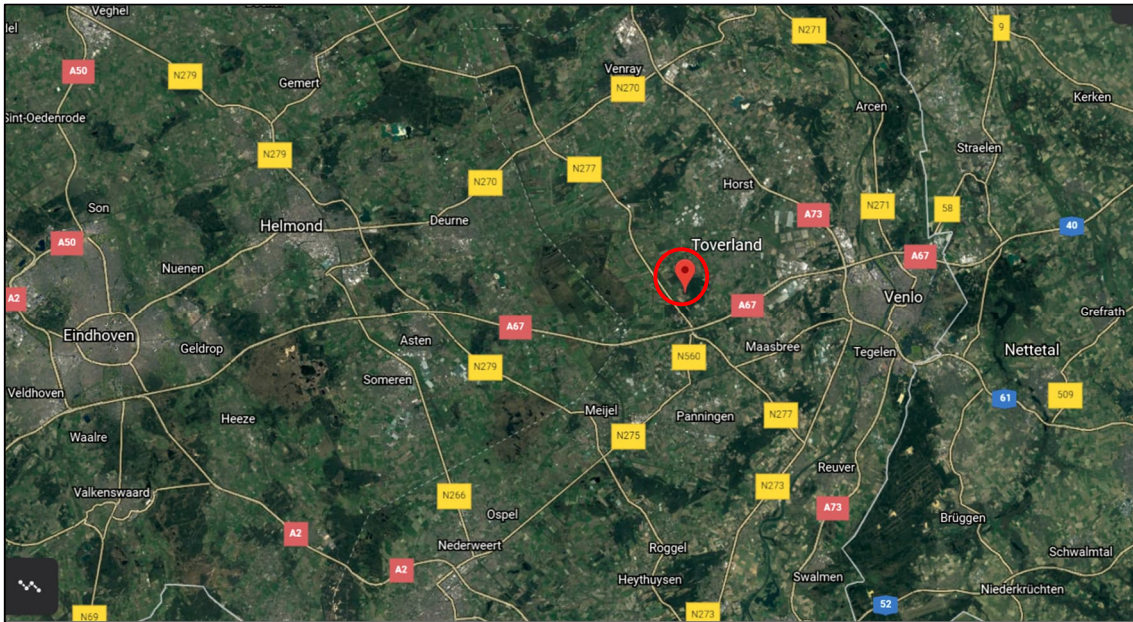 Veghel
N271
9
A50
N279
Gemert
Venray
N270
Kerken
Arcen
Sint-Oedenrode
N279
Straelen
N277
N270
Horst
Son
N271
58
A73
Deurne
Helmond
40
A50
Toverland
A67
Nuenen
A2
Venlo
A67
Grefrath
A67
Eindhoven
Asten
Geldrop
Maasbree
Tegelen
Nettetal
N560
N279
Someren
Veldhoven
509
61
Meijel
Panningen
N277
Heeze
Waalre
N275
Reuver
N273
Valkenswaard
N266
A73
Ospel
Brüggen
A2
Nederweert
Roggel
Schwalmtal
A2
Heythuysen
Swalmen
Niederkrüchten
52
N69
N273